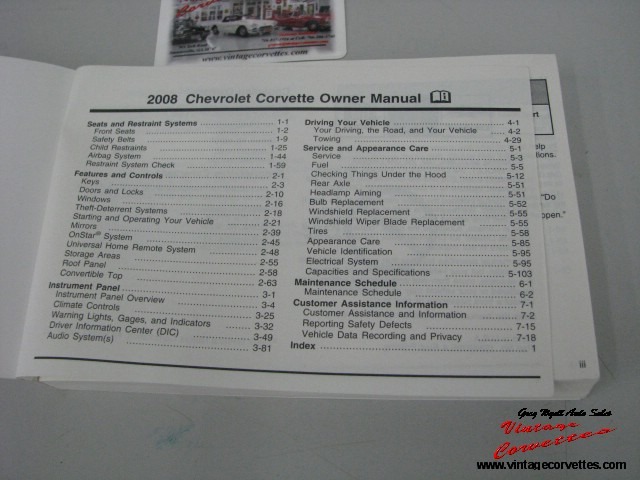 www.vintagecorvettes.com
2008 Chevrolet Corvette Owner Manual
Seats and Restraint Systems 1-1
Front Seats 1-2
Safety Belts 1-9
Child Restraints 1-25
Airbag System 1-44
Restraint System Check 1-59
Features and Controls 2-1
Keys 2-3
Doors and Locks 2-10
Windows 2-16
Theft-Deterrent Systems 2-18
Starting and Operating Your Vehicle 2-21
Mirrors 2-39
OnStar® System 2-45
Universal Home Remote System 2-48
Storage Areas 2-55
Roof Panel 2-58
Convertible Top 2-63
Instrument Panel 3-1
Instrument Panel Overview 3-4
Climate Controls 3-25
Warning Lights, Gages, and Indicators 3-32
Driver Information Center (DIC) 3-49
Audio System(s) 3-81
Driving Your Vehicle 4-1
Your Driving, the Road, and Your Vehicle 4-2
Towing 4-29
Service and Appearance Care 5-1
Service 5-3
Fuel 5-5
Checking Things Under the Hood 5-12
Rear Axle 5-51
Headlamp Aiming 5-51
Bulb Replacement 5-52
Windshield Replacement 5-55
Windshield Wiper Blade Replacement 5-55
Tires 5-58
Appearance Care 5-85
Vehicle Identification 5-95
Electrical System 5-95
Capacities and Specifications 5-103
Maintenance Schedule 6-1
Maintenance Schedule 6-2
Customer Assistance Information 7-1
Customer Assistance and Information 7-2
Reporting Safety Defects 7-15
Vehicle Data Recording and Privacy 7-18
Index 1
"Do
open."
iii
Greg Wyatt Auto Sales
Vintage
Corvettes
www.vintagecorvettes.com